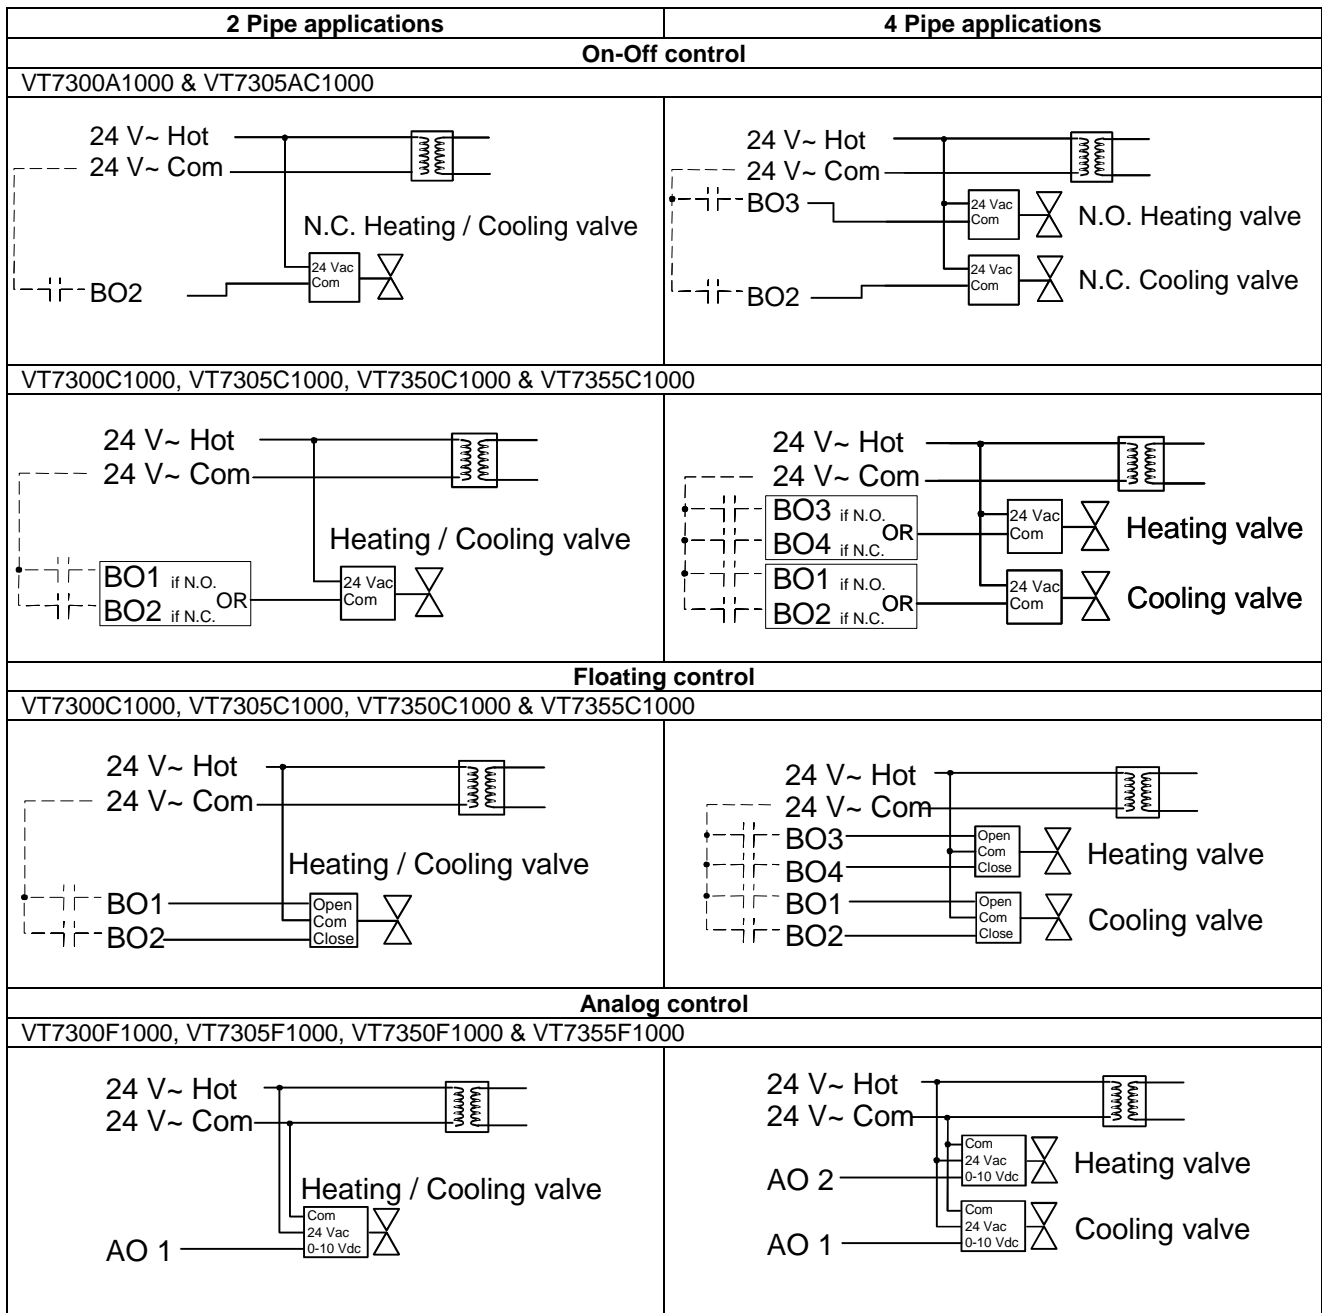 2 Pipe applications
4 Pipe applications
On-Off control
VT7300A1000 & VT7305AC1000
24 V~ Hot
24 V~ Com
N.C. Heating / Cooling valve
24 Vac
Com
BO2
24 V~ Hot
24 V~ Com
BO3
24 Vac
Com
N.O. Heating valve
BO2
24 Vac
Com
N.C. Cooling valve
VT7300C1000, VT7305C1000, VT7350C1000 & VT7355C1000
24 V~ Hot
24 V~ Com
Heating / Cooling valve
BO1 if N.O.
OR
BO2 if N.C.
24 Vac
Com
24 V~ Hot
24 V~ Com
BO3 if N.O.
OR
BO4 if N.C.
24 Vac
Com
Heating valve
BO1 if N.O.
OR
BO2 if N.C.
24 Vac
Com
Cooling valve
Floating control
VT7300C1000, VT7305C1000, VT7350C1000 & VT7355C1000
24 V~ Hot
24 V~ Com
Heating / Cooling valve
BO1
BO2
Open
Com
Close
24 V~ Hot
24 V~ Com
BO3
BO4
Open
Com
Close
Heating valve
BO1
BO2
Open
Com
Close
Cooling valve
Analog control
VT7300F1000, VT7305F1000, VT7350F1000 & VT7355F1000
24 V~ Hot
24 V~ Com
Heating / Cooling valve
Com
24 Vac
0-10 Vdc
AO 1
24 V~ Hot
24 V~ Com
Com
24 Vac
0-10 Vdc
Heating valve
AO 2
Com
24 Vac
0-10 Vdc
Cooling valve
AO 1